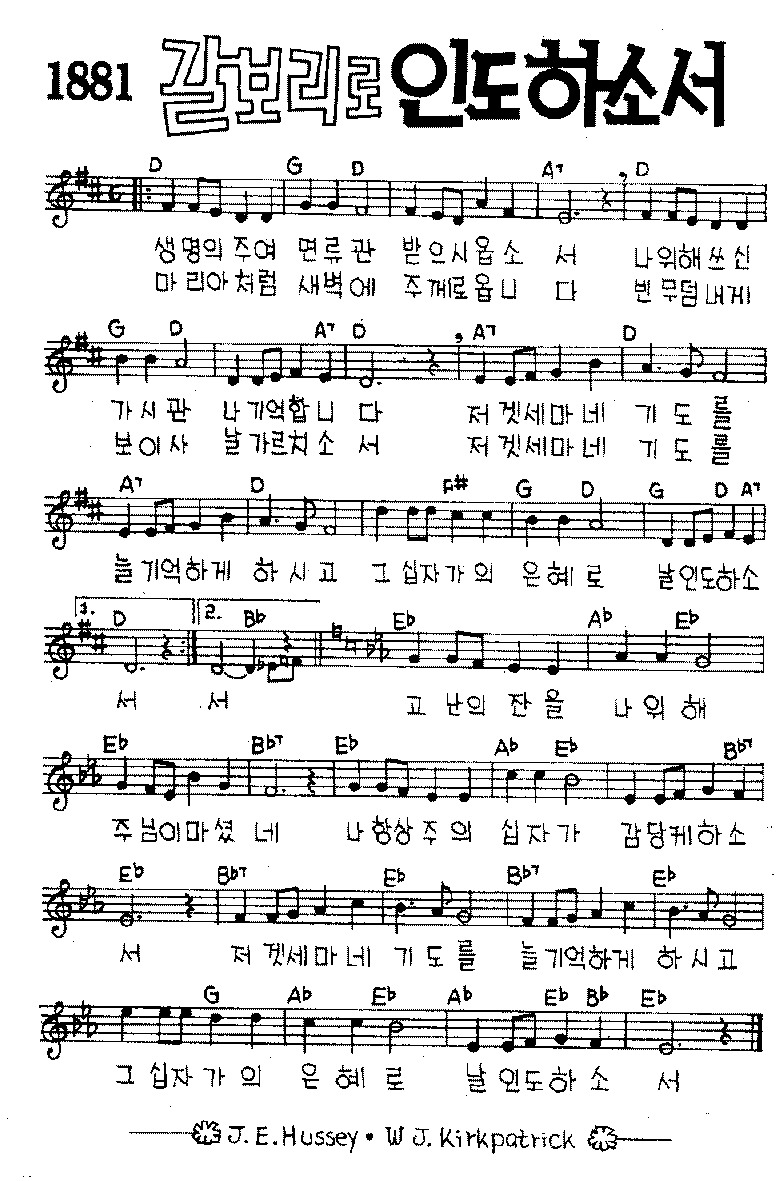 1881 갈보리로 인도하소서
D G D A7 D
생명의주여 면류관 받으시옵소 서 나위해쓰신
마리아처럼 새벽에 주께로옵니 다 빈무덤내게
G D A7 D A7 D
가시관 나기억합니다 저 겟세마네 기도를
보이사 날가르치소서 저 겟세마네 기도를
A7 D F# G D G D A7
늘기억하게 하시고 그십자가의 은혜로 날인도하소
1. D 2. Bb Eb Ab Eb
서 서 고난의 잔을 나위해
Eb Bb7 Eb Ab Eb Bb7
주님이마셨네 나항상주의 십자가 감당케하소
Eb Bb7 Eb Bb7 Eb
서 저 겟세마네 기도를 늘기억하게 하시고
G Ab Eb Ab Eb Bb Eb
그십자가의 은혜로 날인도하소 서
J. E. Hussey • W J. Kirkpatrick